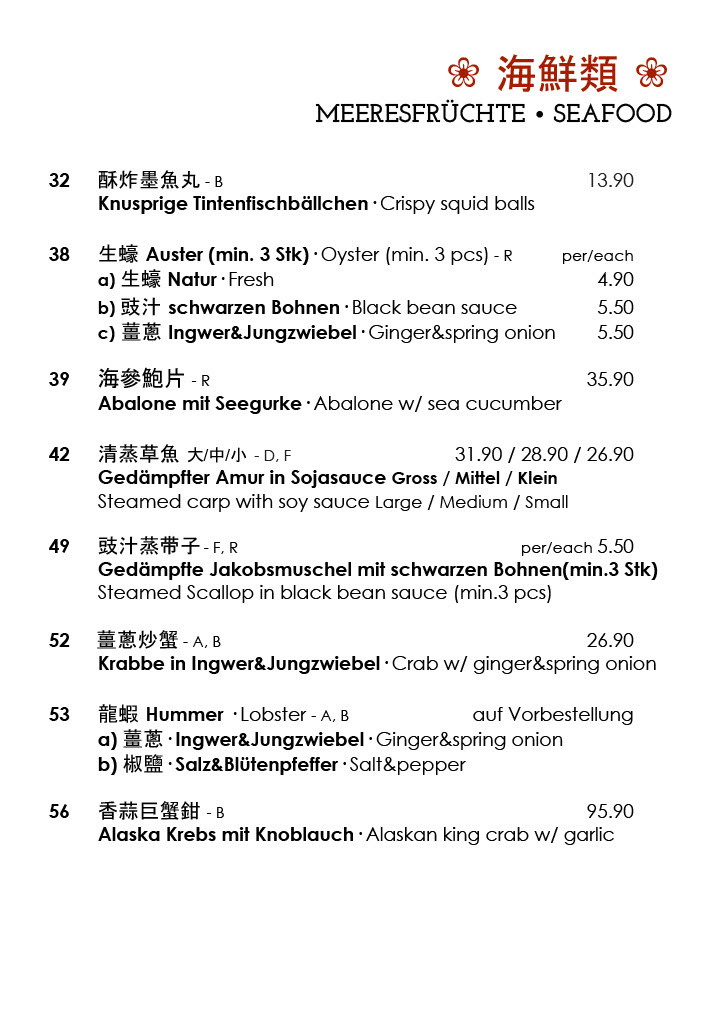 海鮮類
MEERESFRÜCHTE • SEAFOOD
32 酥炸墨魚丸 - B 13.90
Knusprige Tintenfischbällchen · Crispy squid balls
38 生蠔 Auster (min. 3 Stk) · Oyster (min. 3 pcs) - R per/each
a) 生蠔 Natur · Fresh 4.90
b) 豉汁 schwarzen Bohnen · Black bean sauce 5.50
c) 薑蔥 Ingwer&Jungzwiebel · Ginger&spring onion 5.50
39 海參鮑片 - R 35.90
Abalone mit Seegurke · Abalone w/ sea cucumber
42 清蒸草魚 大/中/小 - D, F 31.90 / 28.90 / 26.90
Gedämpfter Amur in Sojasauce Gross / Mittel / Klein
Steamed carp with soy sauce Large / Medium / Small
49 豉汁蒸带子 - F, R per/each 5.50
Gedämpfte Jakobsmuschel mit schwarzen Bohnen(min.3 Stk)
Steamed Scallop in black bean sauce (min.3 pcs)
52 薑蔥炒蟹 - A, B 26.90
Krabbe in Ingwer&Jungzwiebel · Crab w/ ginger&spring onion
53 龍蝦 Hummer · Lobster - A, B auf Vorbestellung
a) 薑蔥 · Ingwer&Jungzwiebel · Ginger&spring onion
b) 椒鹽 · Salz&Blütenpfeffer · Salt&pepper
56 香蒜巨蟹鉗 - B 95.90
Alaska Krebs mit Knoblauch · Alaskan king crab w/ garlic